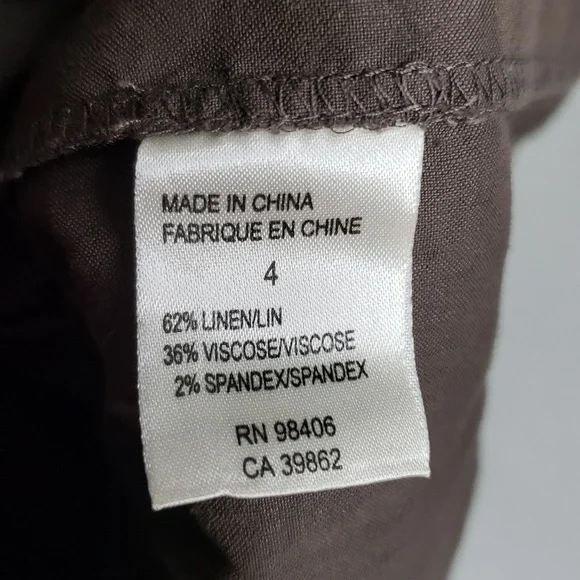 MADE IN CHINA
FABRIQUE EN CHINE
4
62% LINEN/LIN
36% VISCOSE/VISCOSE
2% SPANDEX/SPANDEX
RN 98406
CA 39862